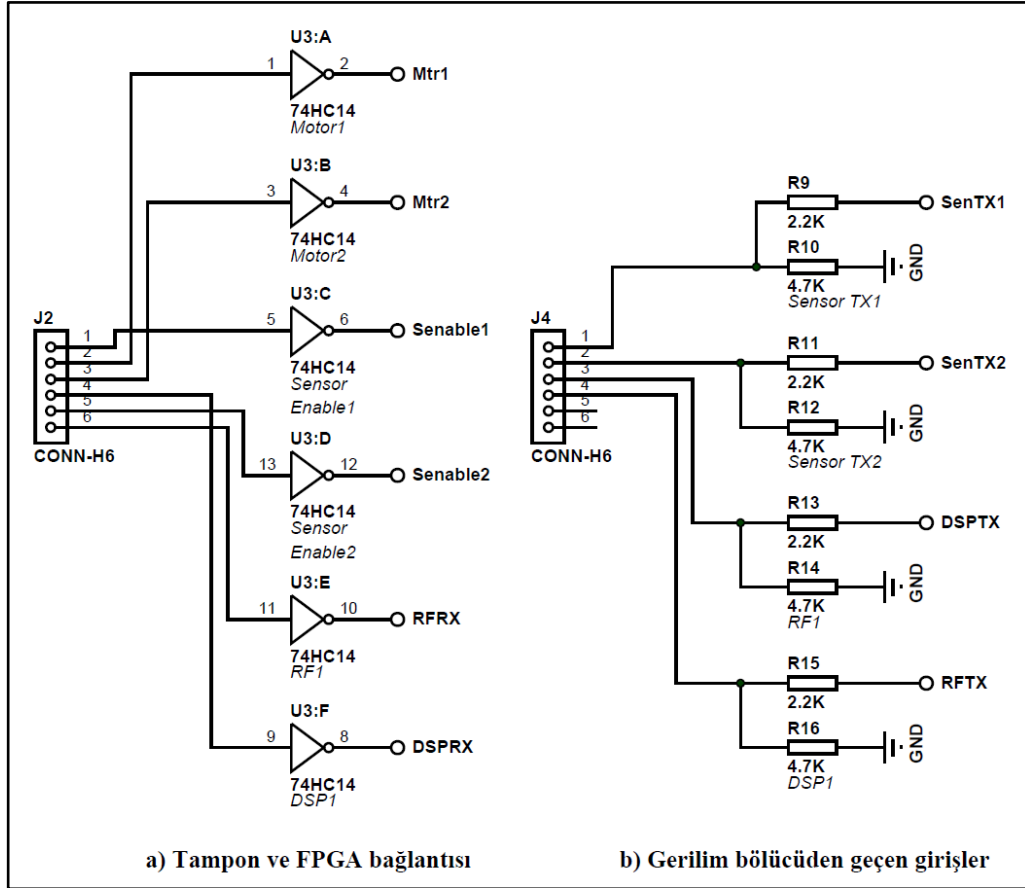 U3:A
1
2
Mtr1
74HC14
Motor1
U3:B
3
4
Mtr2
74HC14
Motor2
U3:C
5
6
Senable1
74HC14
Sensor
Enable1
J2
1
2
3
4
5
6
CONN-H6
U3:D
13
12
Senable2
74HC14
Sensor
Enable2
U3:E
11
10
RFRX
74HC14
RF1
U3:F
9
8
DSPRX
74HC14
DSP1
a) Tampon ve FPGA bağlantısı
R9
SenTX1
2.2K
R10
GND
4.7K
Sensor TX1
J4
1
2
3
4
5
6
CONN-H6
R11
SenTX2
2.2K
R12
GND
4.7K
Sensor TX2
R13
DSPTX
2.2K
R14
GND
4.7K
RF1
R15
RFTX
2.2K
R16
GND
4.7K
DSP1
b) Gerilim bölücüden geçen girişler